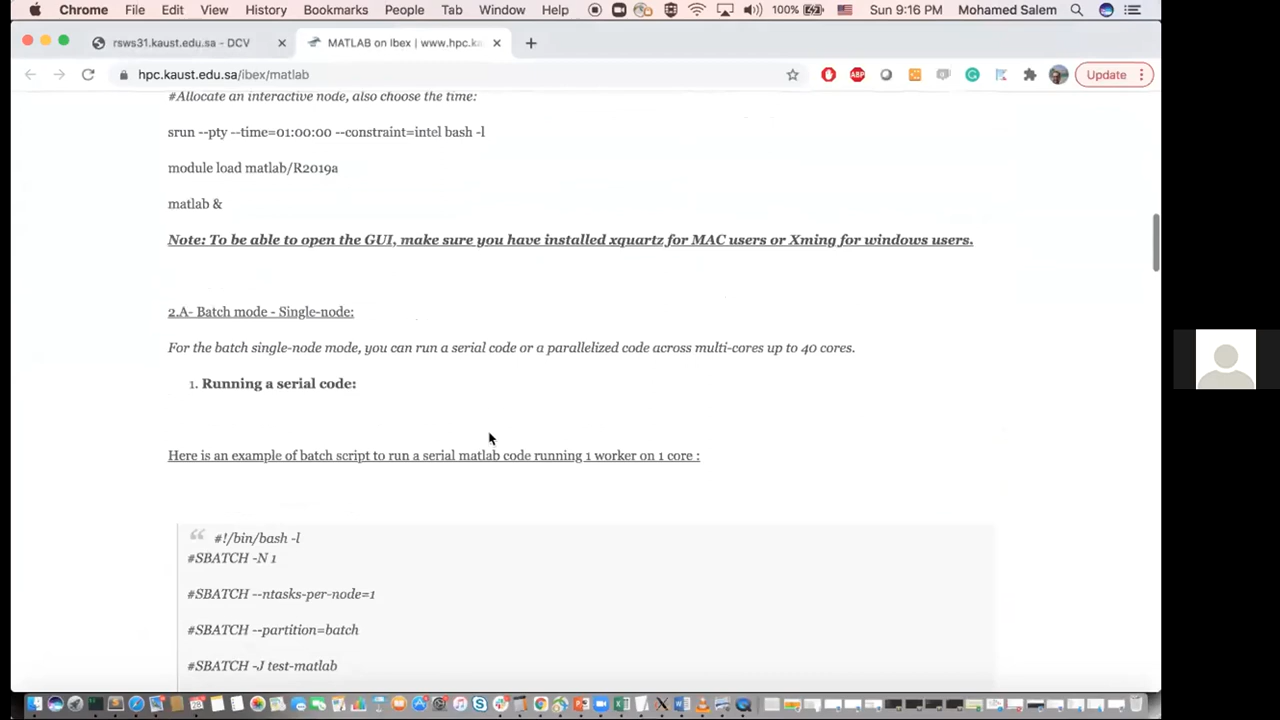 Chrome File Edit View History Bookmarks People Tab Window Help 100% Sun 9:16 PM Mohamed Salem
rsws31.kaust.edu.sa - DCV MATLAB on Ibex | www.hpc.ka
hpc.kaust.edu.sa/ibex/matlab ABP Update
#Allocate an interactive node, also choose the time:
srun --pty --time=01:00:00 --constraint=intel bash -l
module load matlab/R2019a
matlab &
Note: To be able to open the GUI, make sure you have installed xquartz for MAC users or Xming for windows users.
2.A- Batch mode - Single-node:
For the batch single-node mode, you can run a serial code or a parallelized code across multi-cores up to 40 cores.
1. Running a serial code:
Here is an example of batch script to run a serial matlab code running 1 worker on 1 core :
“ #!/bin/bash -l
#SBATCH -N 1
#SBATCH --ntasks-per-node=1
#SBATCH --partition=batch
#SBATCH -J test-matlab